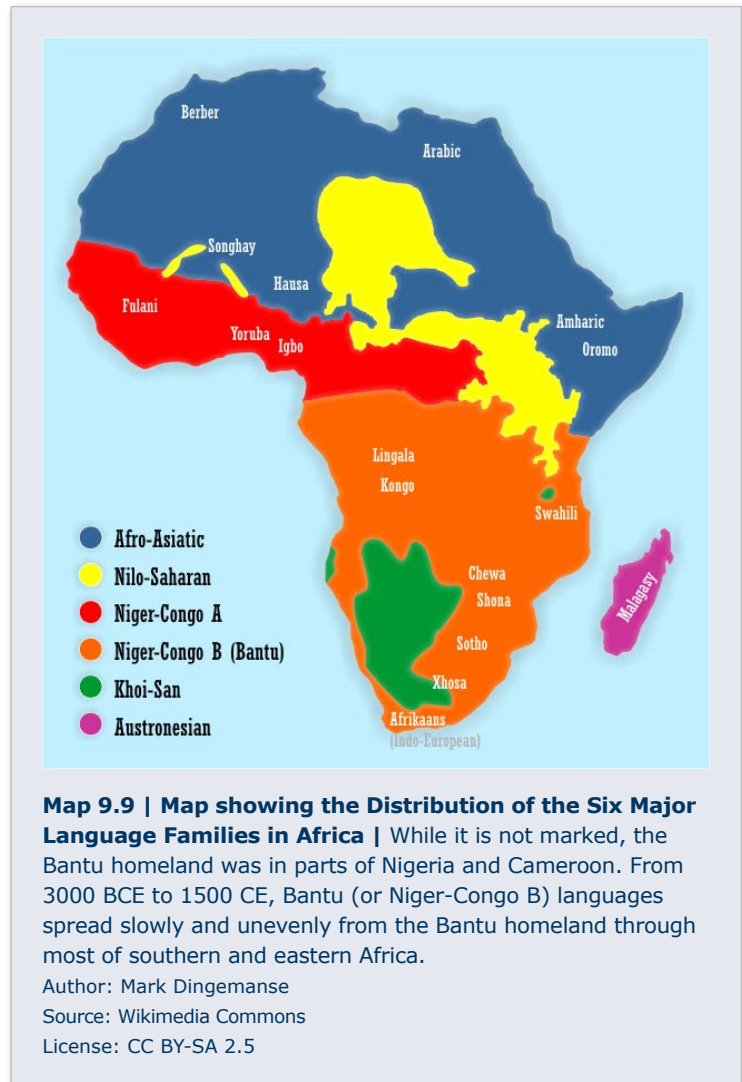 Berber
Arabic
Songhay
Hausa
Fulani
Yoruba
Igbo
Amharic
Oromo
Lingala
Kongo
Swahili
Chewa
Shona
Sotho
Xhosa
Afrikaans
(Indo-European)
Malagasy
Afro-Asiatic
Nilo-Saharan
Niger-Congo A
Niger-Congo B (Bantu)
Khoi-San
Austronesian
Map 9.9 | Map showing the Distribution of the Six Major
Language Families in Africa | While it is not marked, the
Bantu homeland was in parts of Nigeria and Cameroon. From
3000 BCE to 1500 CE, Bantu (or Niger-Congo B) languages
spread slowly and unevenly from the Bantu homeland through
most of southern and eastern Africa.
Author: Mark Dingemanse
Source: Wikimedia Commons
License: CC BY-SA 2.5